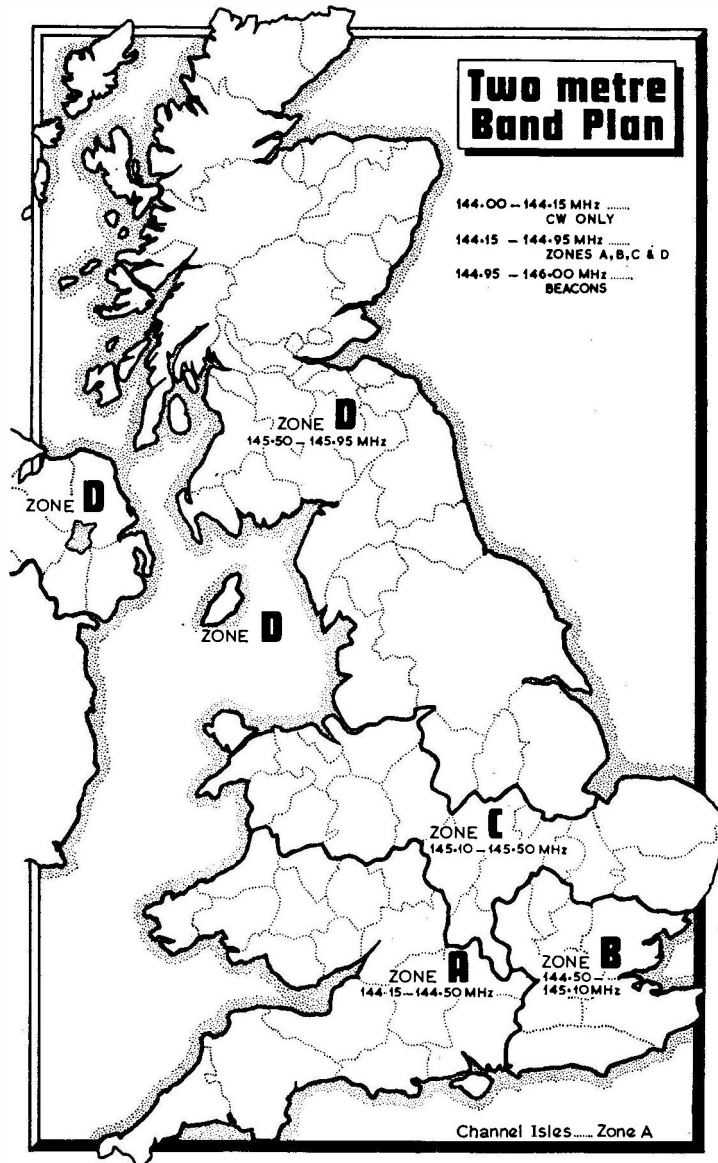 Two metre
Band Plan
144·00 – 144·15 MHz ......
CW ONLY
144·15 – 144·95 MHz ......
ZONES A, B, C & D
144·95 – 146·00 MHz ......
BEACONS
ZONE D
145·50 – 145·95 MHz
ZONE D
ZONE D
ZONE C
145·10 – 145·50 MHz
ZONE A
144·15 – 144·50 MHz
ZONE B
144·50 –
145·10 MHz
Channel Isles...... Zone A